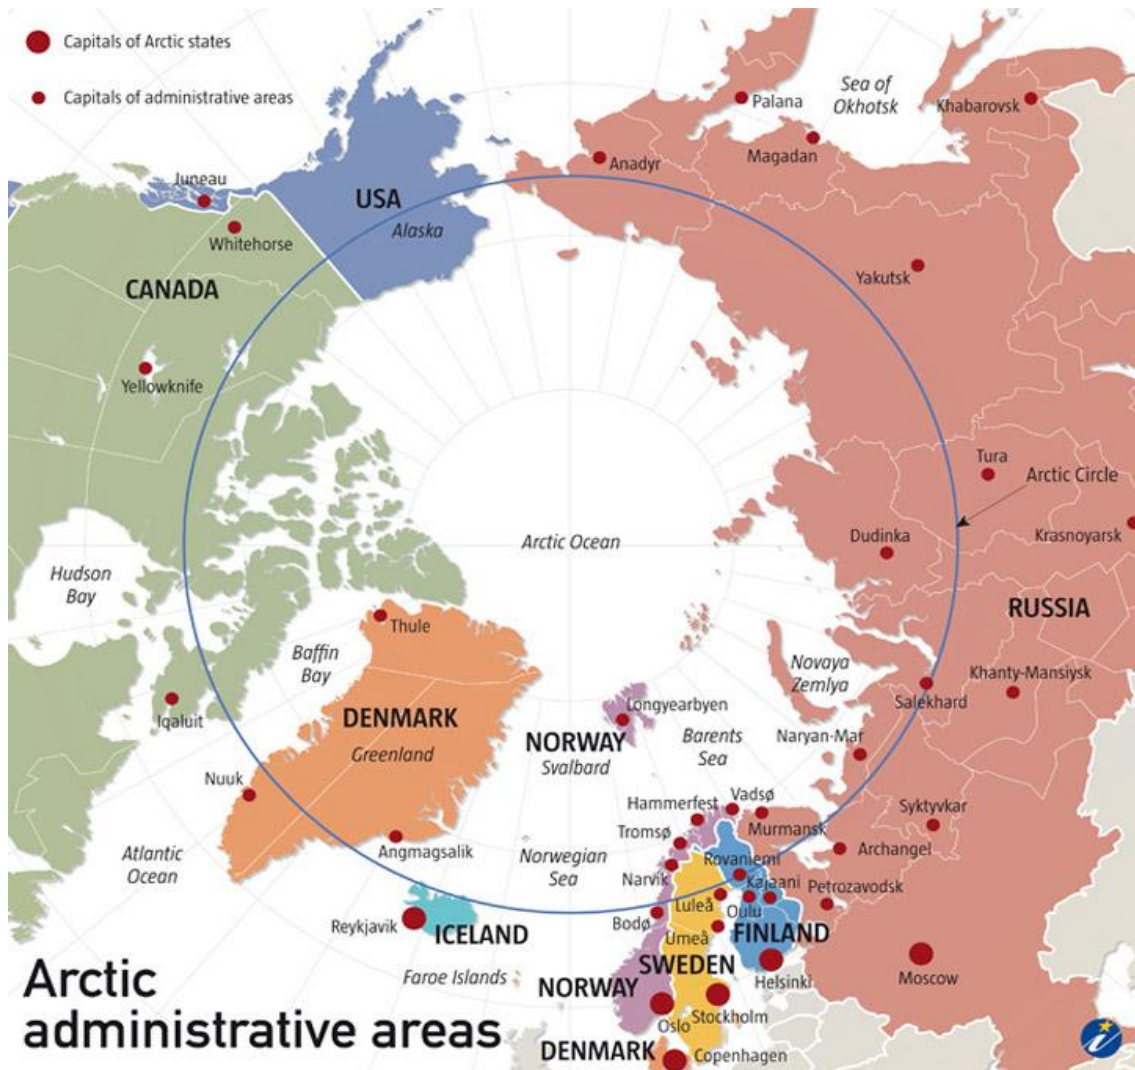 Capitals of Arctic states
Capitals of administrative areas
Palana
Sea of
Okhotsk
Khabarovsk
Magadan
Anadyr
Juneau
USA
Alaska
Whitehorse
CANADA
Yakutsk
Yellowknife
Tura
Arctic Circle
Dudinka
Krasnoyarsk
Arctic Ocean
Hudson
Bay
Thule
RUSSIA
Baffin
Bay
Novaya
Zemlya
Khanty-Mansiysk
Salekhard
Iqaluit
DENMARK
Greenland
Longyearbyen
NORWAY
Svalbard
Barents
Sea
Naryan-Mar
Nuuk
Hammerfest
Vadsø
Murmansk
Syktyvkar
Tromsø
Archangel
Angmagsalik
Atlantic
Ocean
Norwegian
Sea
Narvik
Rovaniemi
Kajaani
Petrozavodsk
Luleå
Oulu
Bodø
Reykjavik
ICELAND
Umeå
FINLAND
SWEDEN
Helsinki
Moscow
Faroe Islands
NORWAY
Oslo
Stockholm
DENMARK
Copenhagen
Arctic
administrative areas
i